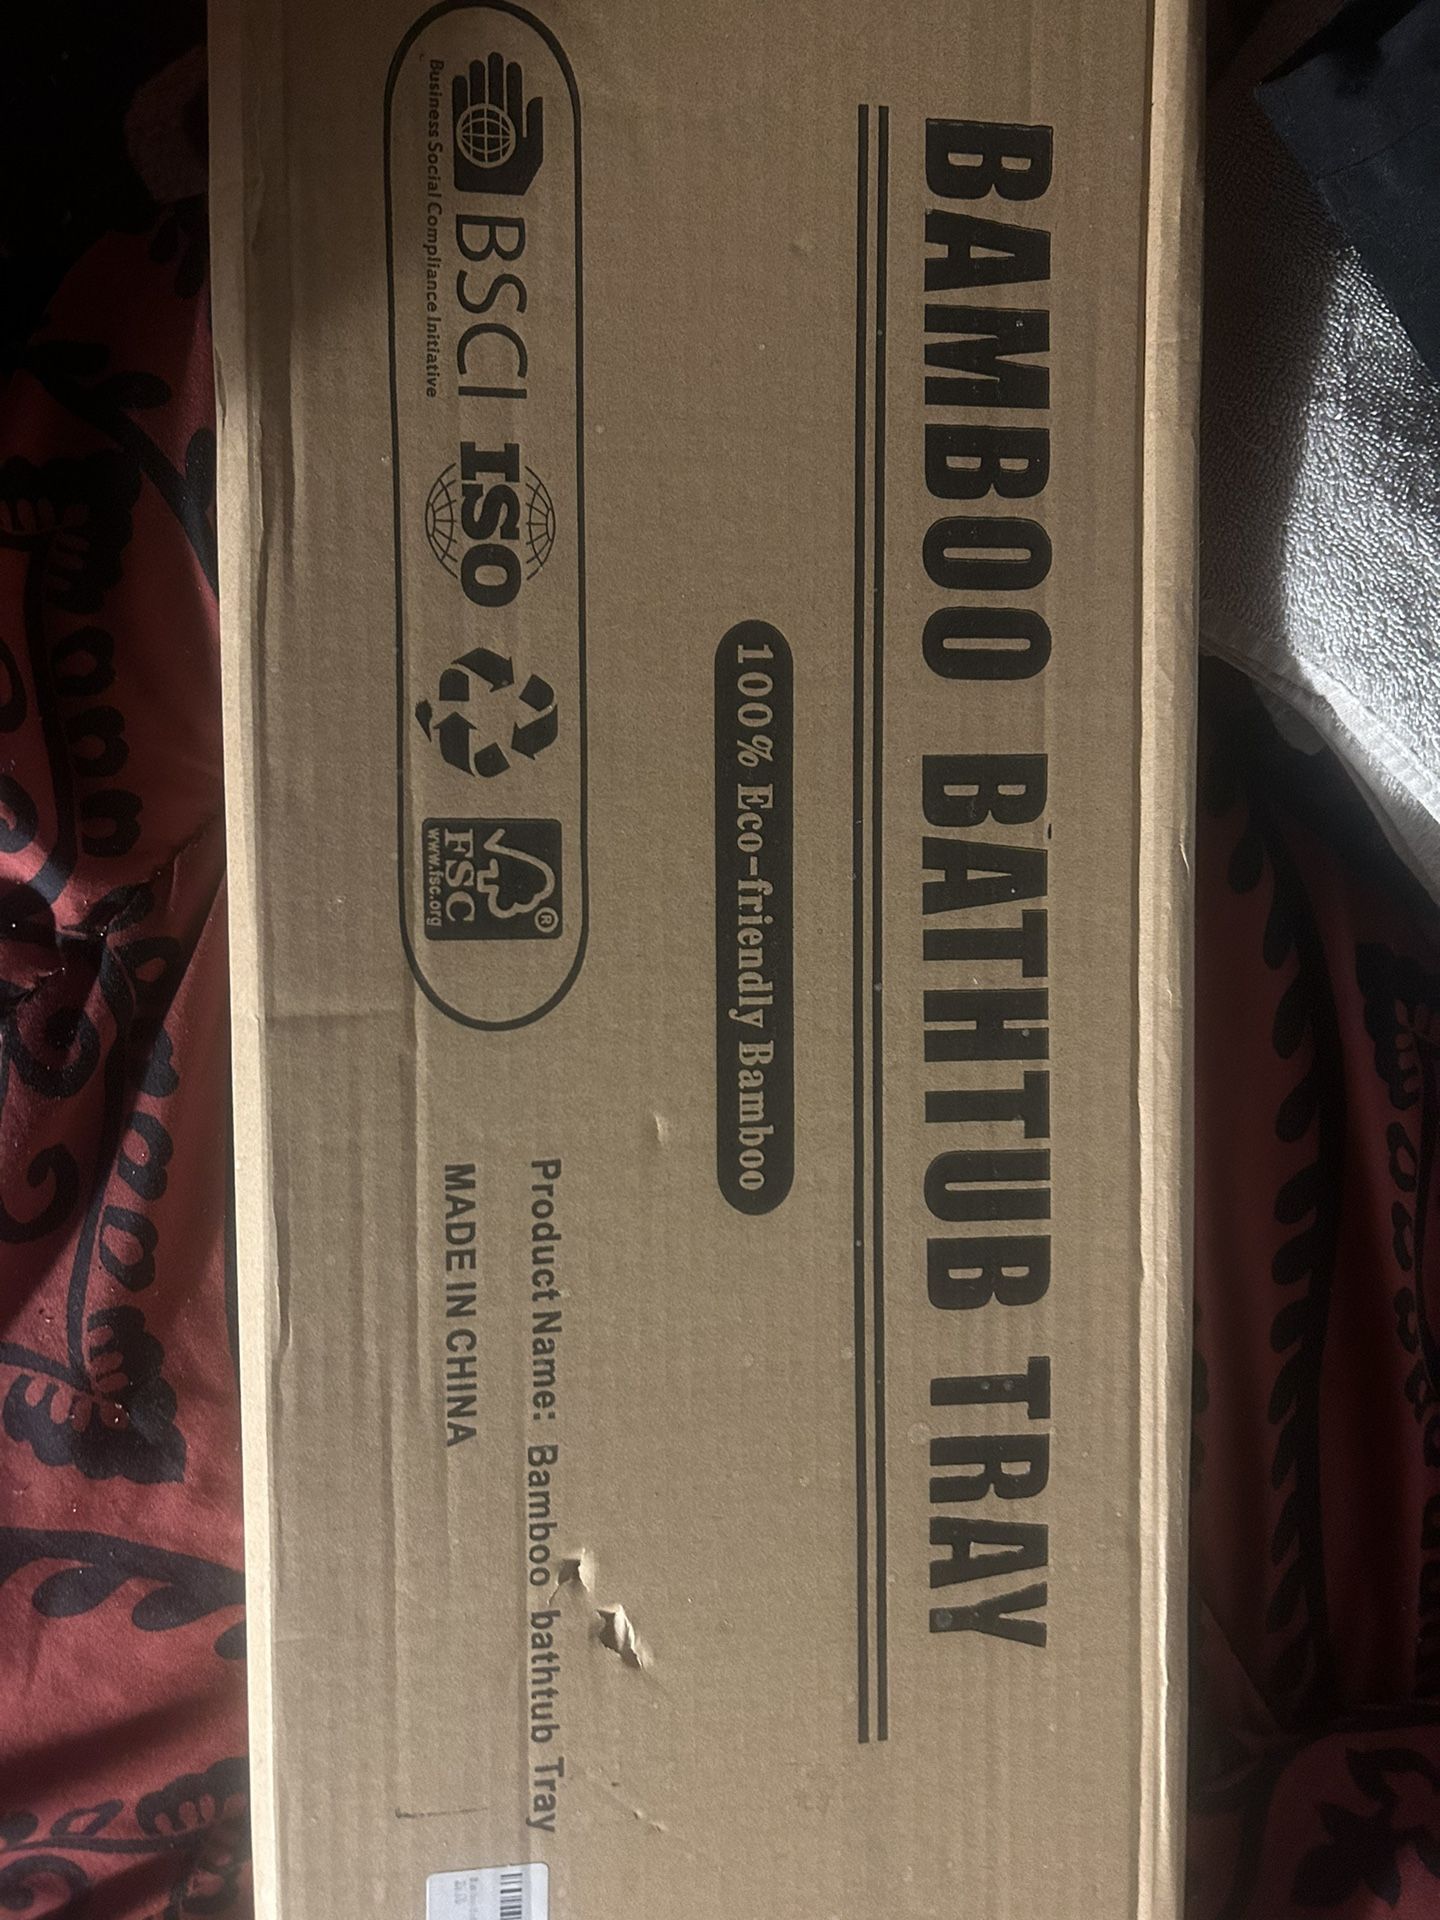 BAMBOO BATHTUB TRAY
100% Eco-friendly Bamboo
BSCI
Business Social Compliance Initiative
ISO
FSC
®
www.fsc.org
Product Name: Bamboo bathtub Tray
MADE IN CHINA